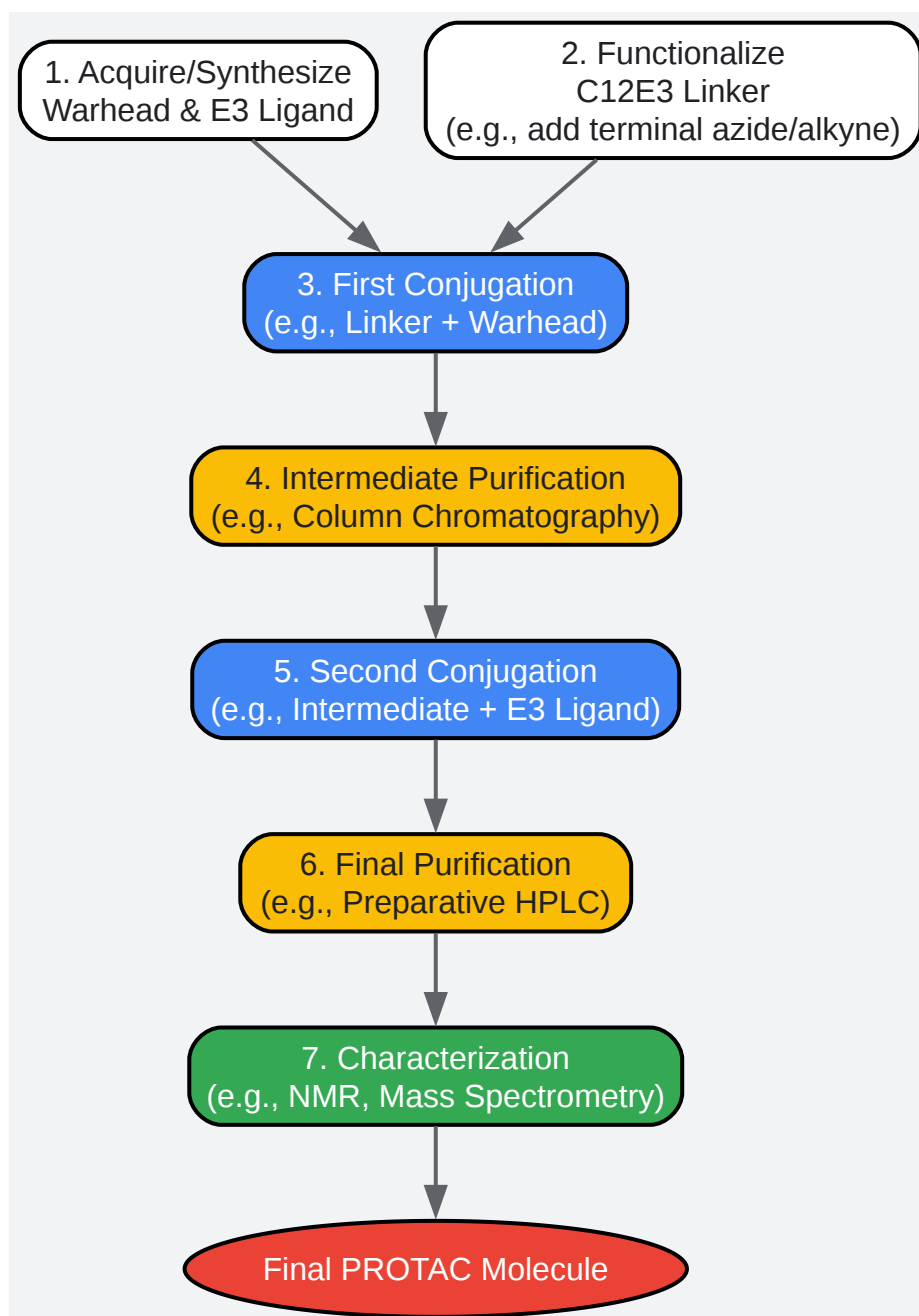 1. Acquire/Synthesize
Warhead & E3 Ligand
2. Functionalize
C12E3 Linker
(e.g., add terminal azide/alkyne)
3. First Conjugation
(e.g., Linker + Warhead)
4. Intermediate Purification
(e.g., Column Chromatography)
5. Second Conjugation
(e.g., Intermediate + E3 Ligand)
6. Final Purification
(e.g., Preparative HPLC)
7. Characterization
(e.g., NMR, Mass Spectrometry)
Final PROTAC Molecule